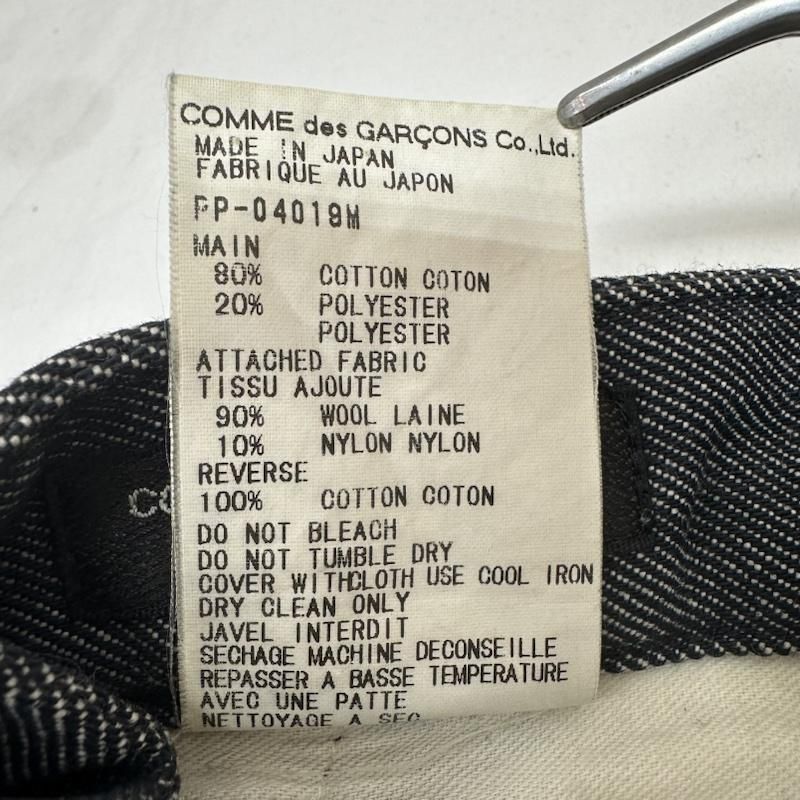 COMME des GARÇONS Co.,Ltd.
MADE IN JAPAN
FABRIQUE AU JAPON
PP-04019M
MAIN
80% COTTON COTON
20% POLYESTER
POLYESTER
ATTACHED FABRIC
TISSU AJOUTE
90% WOOL LAINE
10% NYLON NYLON
REVERSE
100% COTTON COTON
DO NOT BLEACH
DO NOT TUMBLE DRY
COVER WITHCLOTH USE COOL IRON
DRY CLEAN ONLY
JAVEL INTERDIT
SECHAGE MACHINE DECONSEILLE
REPASSER A BASSE TEMPERATURE
AVEC UNE PATTE
NETTOYAGE A SEC